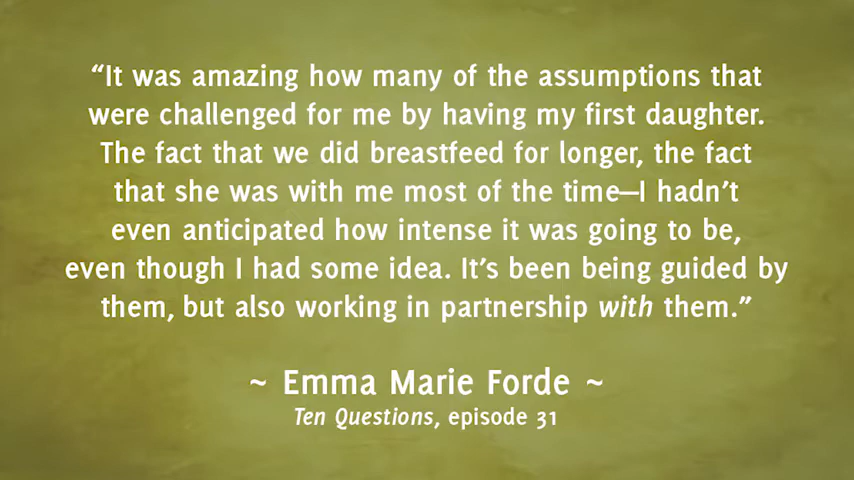 “It was amazing how many of the assumptions that
were challenged for me by having my first daughter.
The fact that we did breastfeed for longer, the fact
that she was with me most of the time—I hadn’t
even anticipated how intense it was going to be,
even though I had some idea. It’s been being guided by
them, but also working in partnership with them.”
~ Emma Marie Forde ~
Ten Questions, episode 31